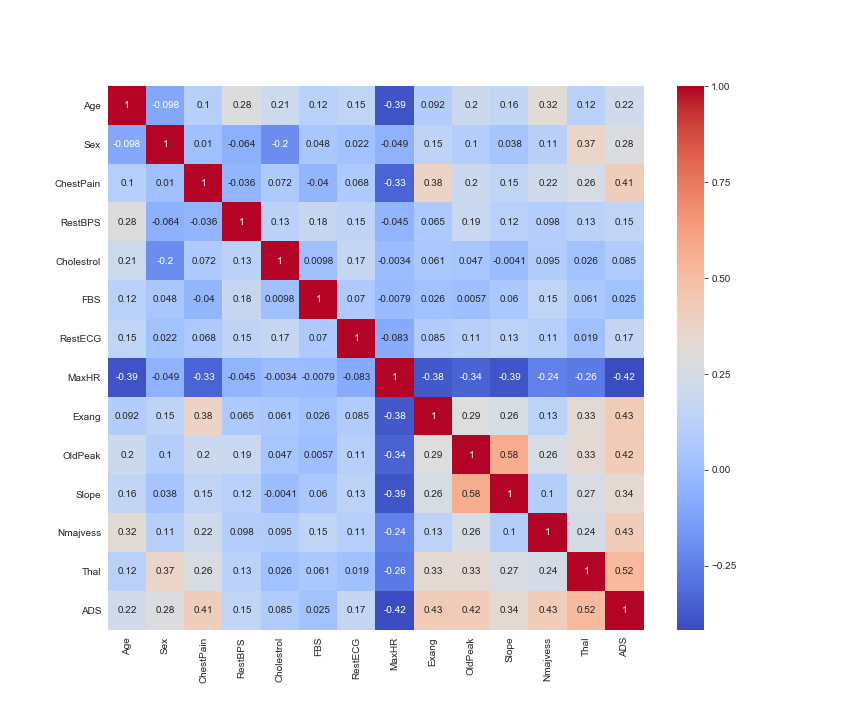 Age 1 -0.098 0.1 0.28 0.21 0.12 0.15 -0.39 0.092 0.2 0.16 0.32 0.12 0.22
Sex -0.098 1 0.01 -0.064 -0.2 0.048 0.022 -0.049 0.15 0.1 0.038 0.11 0.37 0.28
ChestPain 0.1 0.01 1 -0.036 0.072 -0.04 0.068 -0.33 0.38 0.2 0.15 0.22 0.26 0.41
RestBPS 0.28 -0.064 -0.036 1 0.13 0.18 0.15 -0.045 0.065 0.19 0.12 0.098 0.13 0.15
Cholestrol 0.21 -0.2 0.072 0.13 1 0.0098 0.17 -0.0034 0.061 0.047 -0.0041 0.095 0.026 0.085
FBS 0.12 0.048 -0.04 0.18 0.0098 1 0.07 -0.0079 0.026 0.0057 0.06 0.15 0.061 0.025
RestECG 0.15 0.022 0.068 0.15 0.17 0.07 1 -0.083 0.085 0.11 0.13 0.11 0.019 0.17
MaxHR -0.39 -0.049 -0.33 -0.045 -0.0034 -0.0079 -0.083 1 -0.38 -0.34 -0.39 -0.24 -0.26 -0.42
Exang 0.092 0.15 0.38 0.065 0.061 0.026 0.085 -0.38 1 0.29 0.26 0.13 0.33 0.43
OldPeak 0.2 0.1 0.2 0.19 0.047 0.0057 0.11 -0.34 0.29 1 0.58 0.26 0.33 0.42
Slope 0.16 0.038 0.15 0.12 -0.0041 0.06 0.13 -0.39 0.26 0.58 1 0.1 0.27 0.34
Nmajvess 0.32 0.11 0.22 0.098 0.095 0.15 0.11 -0.24 0.13 0.26 0.1 1 0.24 0.43
Thal 0.12 0.37 0.26 0.13 0.026 0.061 0.019 -0.26 0.33 0.33 0.27 0.24 1 0.52
ADS 0.22 0.28 0.41 0.15 0.085 0.025 0.17 -0.42 0.43 0.42 0.34 0.43 0.52 1
Age Sex ChestPain RestBPS Cholestrol FBS RestECG MaxHR Exang OldPeak Slope Nmajvess Thal ADS
1.00
0.75
0.50
0.25
0.00
−0.25